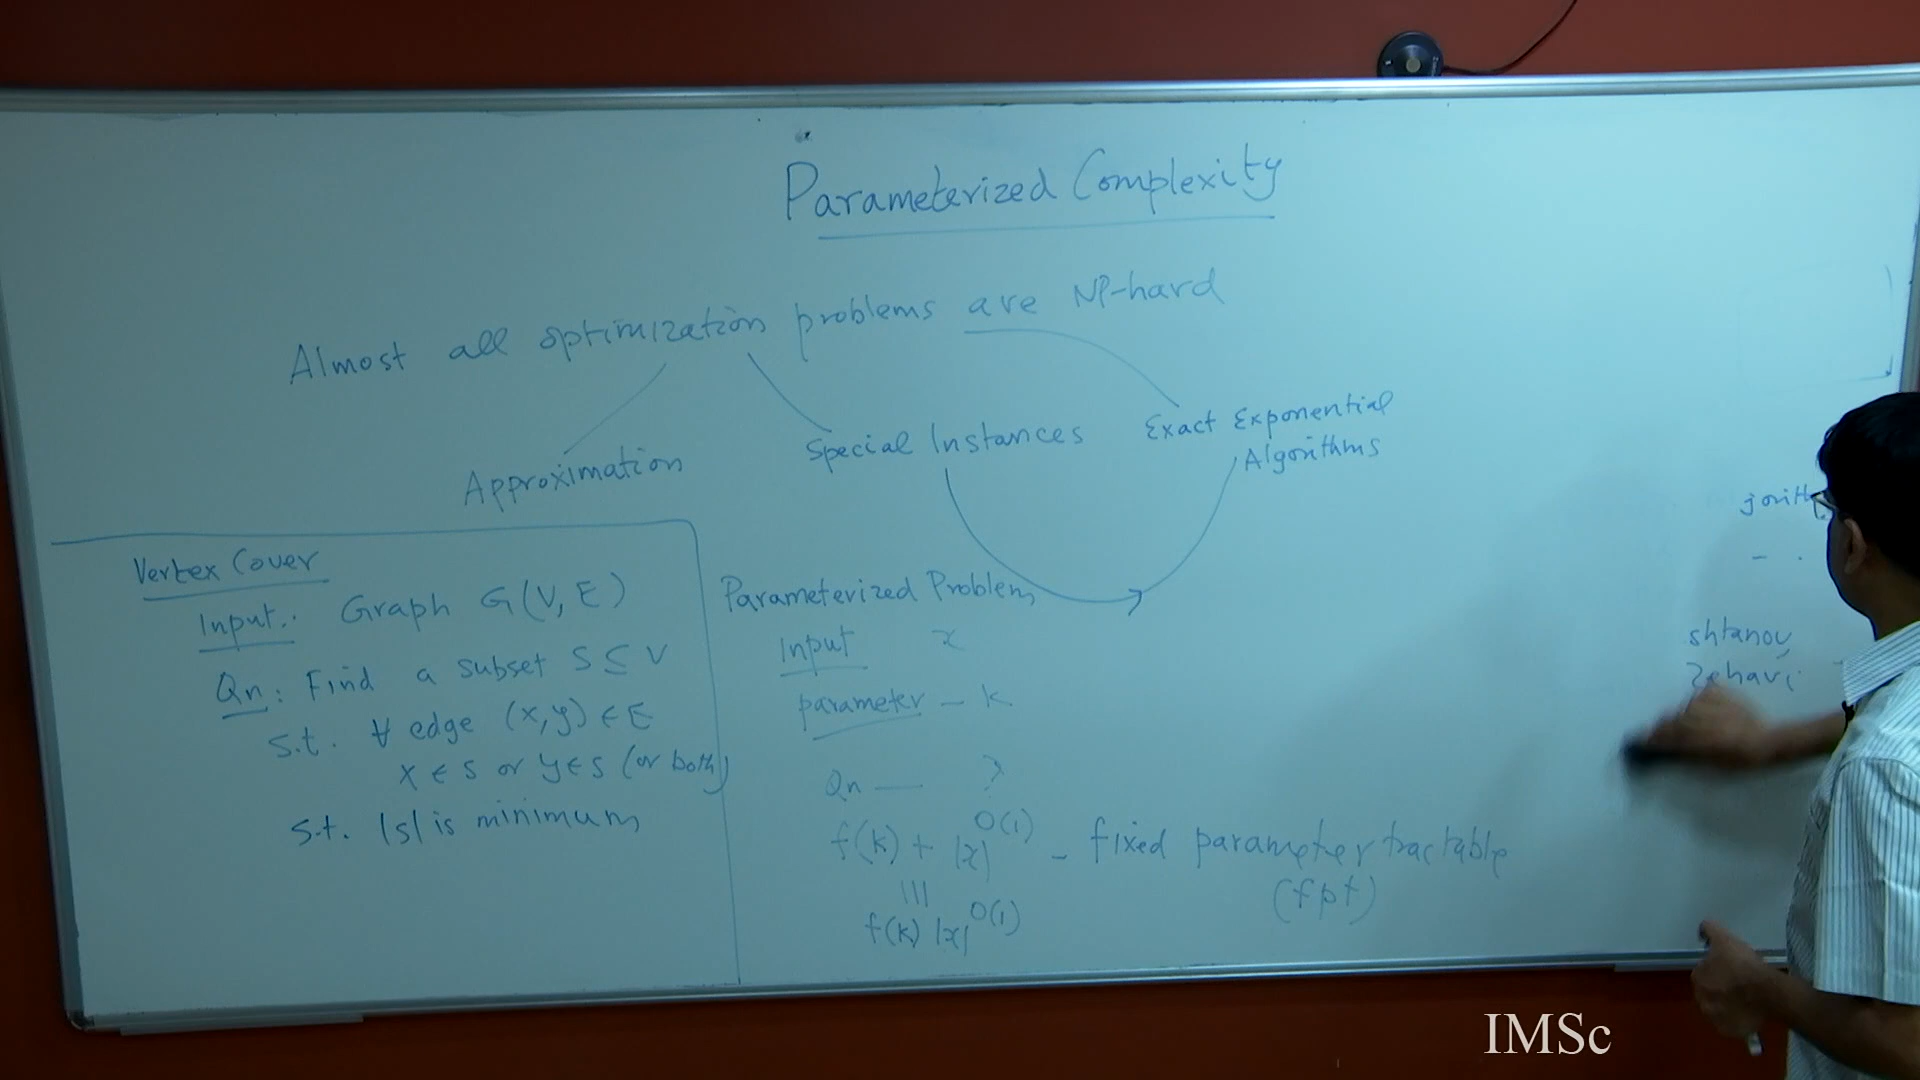 Parameterized Complexity
Almost all optimization problems are NP-hard
Approximation
Special Instances
Exact Exponential
Algorithms
Vertex Cover
Input: Graph G(V, E)
Qn: Find a subset S ⊆ V
s.t. ∀ edge (x,y) ∈ E
x ∈ S or y ∈ S (or both)
s.t. |S| is minimum
Parameterized Problem
Input x
parameter – k
Qn — ?
f(k) + |x|^O(1) – fixed parameter tractable
(fpt)
|||
f(k) |x|^O(1)
shtanov
Zehavi
IMSc